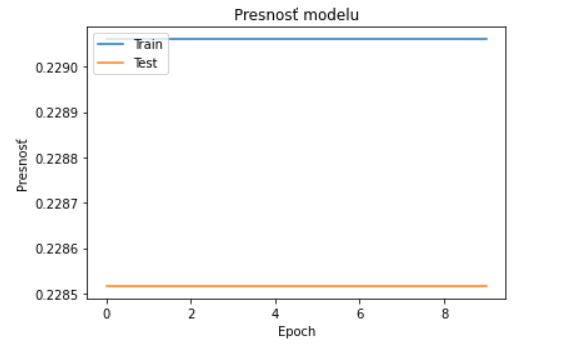 Presnosť modelu
Train
Test
0.2290
0.2289
0.2288
0.2287
0.2286
0.2285
Presnosť
0
2
4
6
8
Epoch